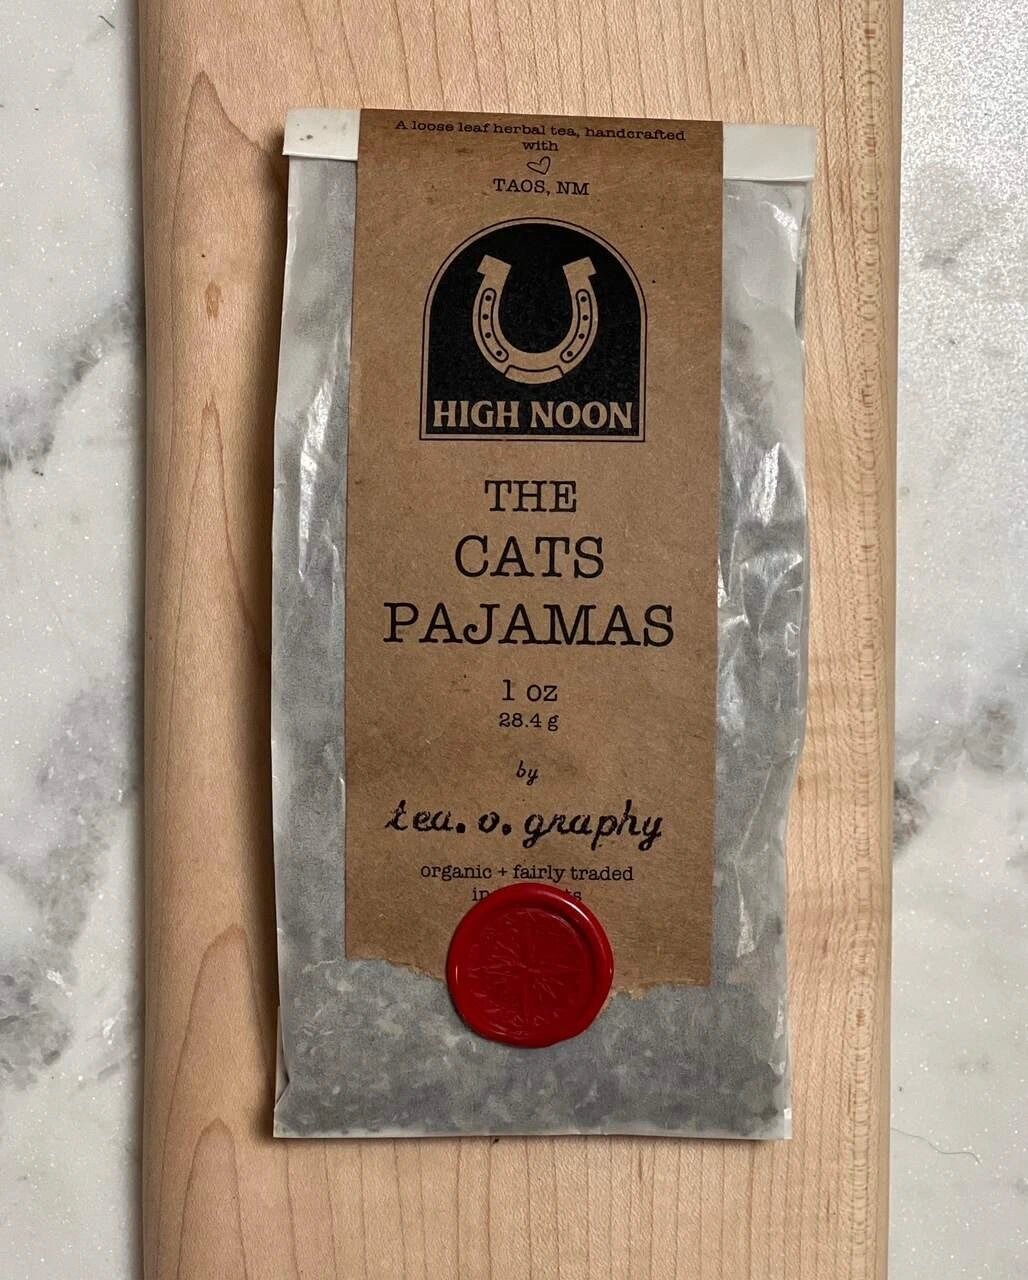 A loose leaf herbal tea, handcrafted
with
TAOS, NM
HIGH NOON
THE
CATS
PAJAMAS
1 oz
28.4 g
by
tea. o. graphy
organic + fairly traded